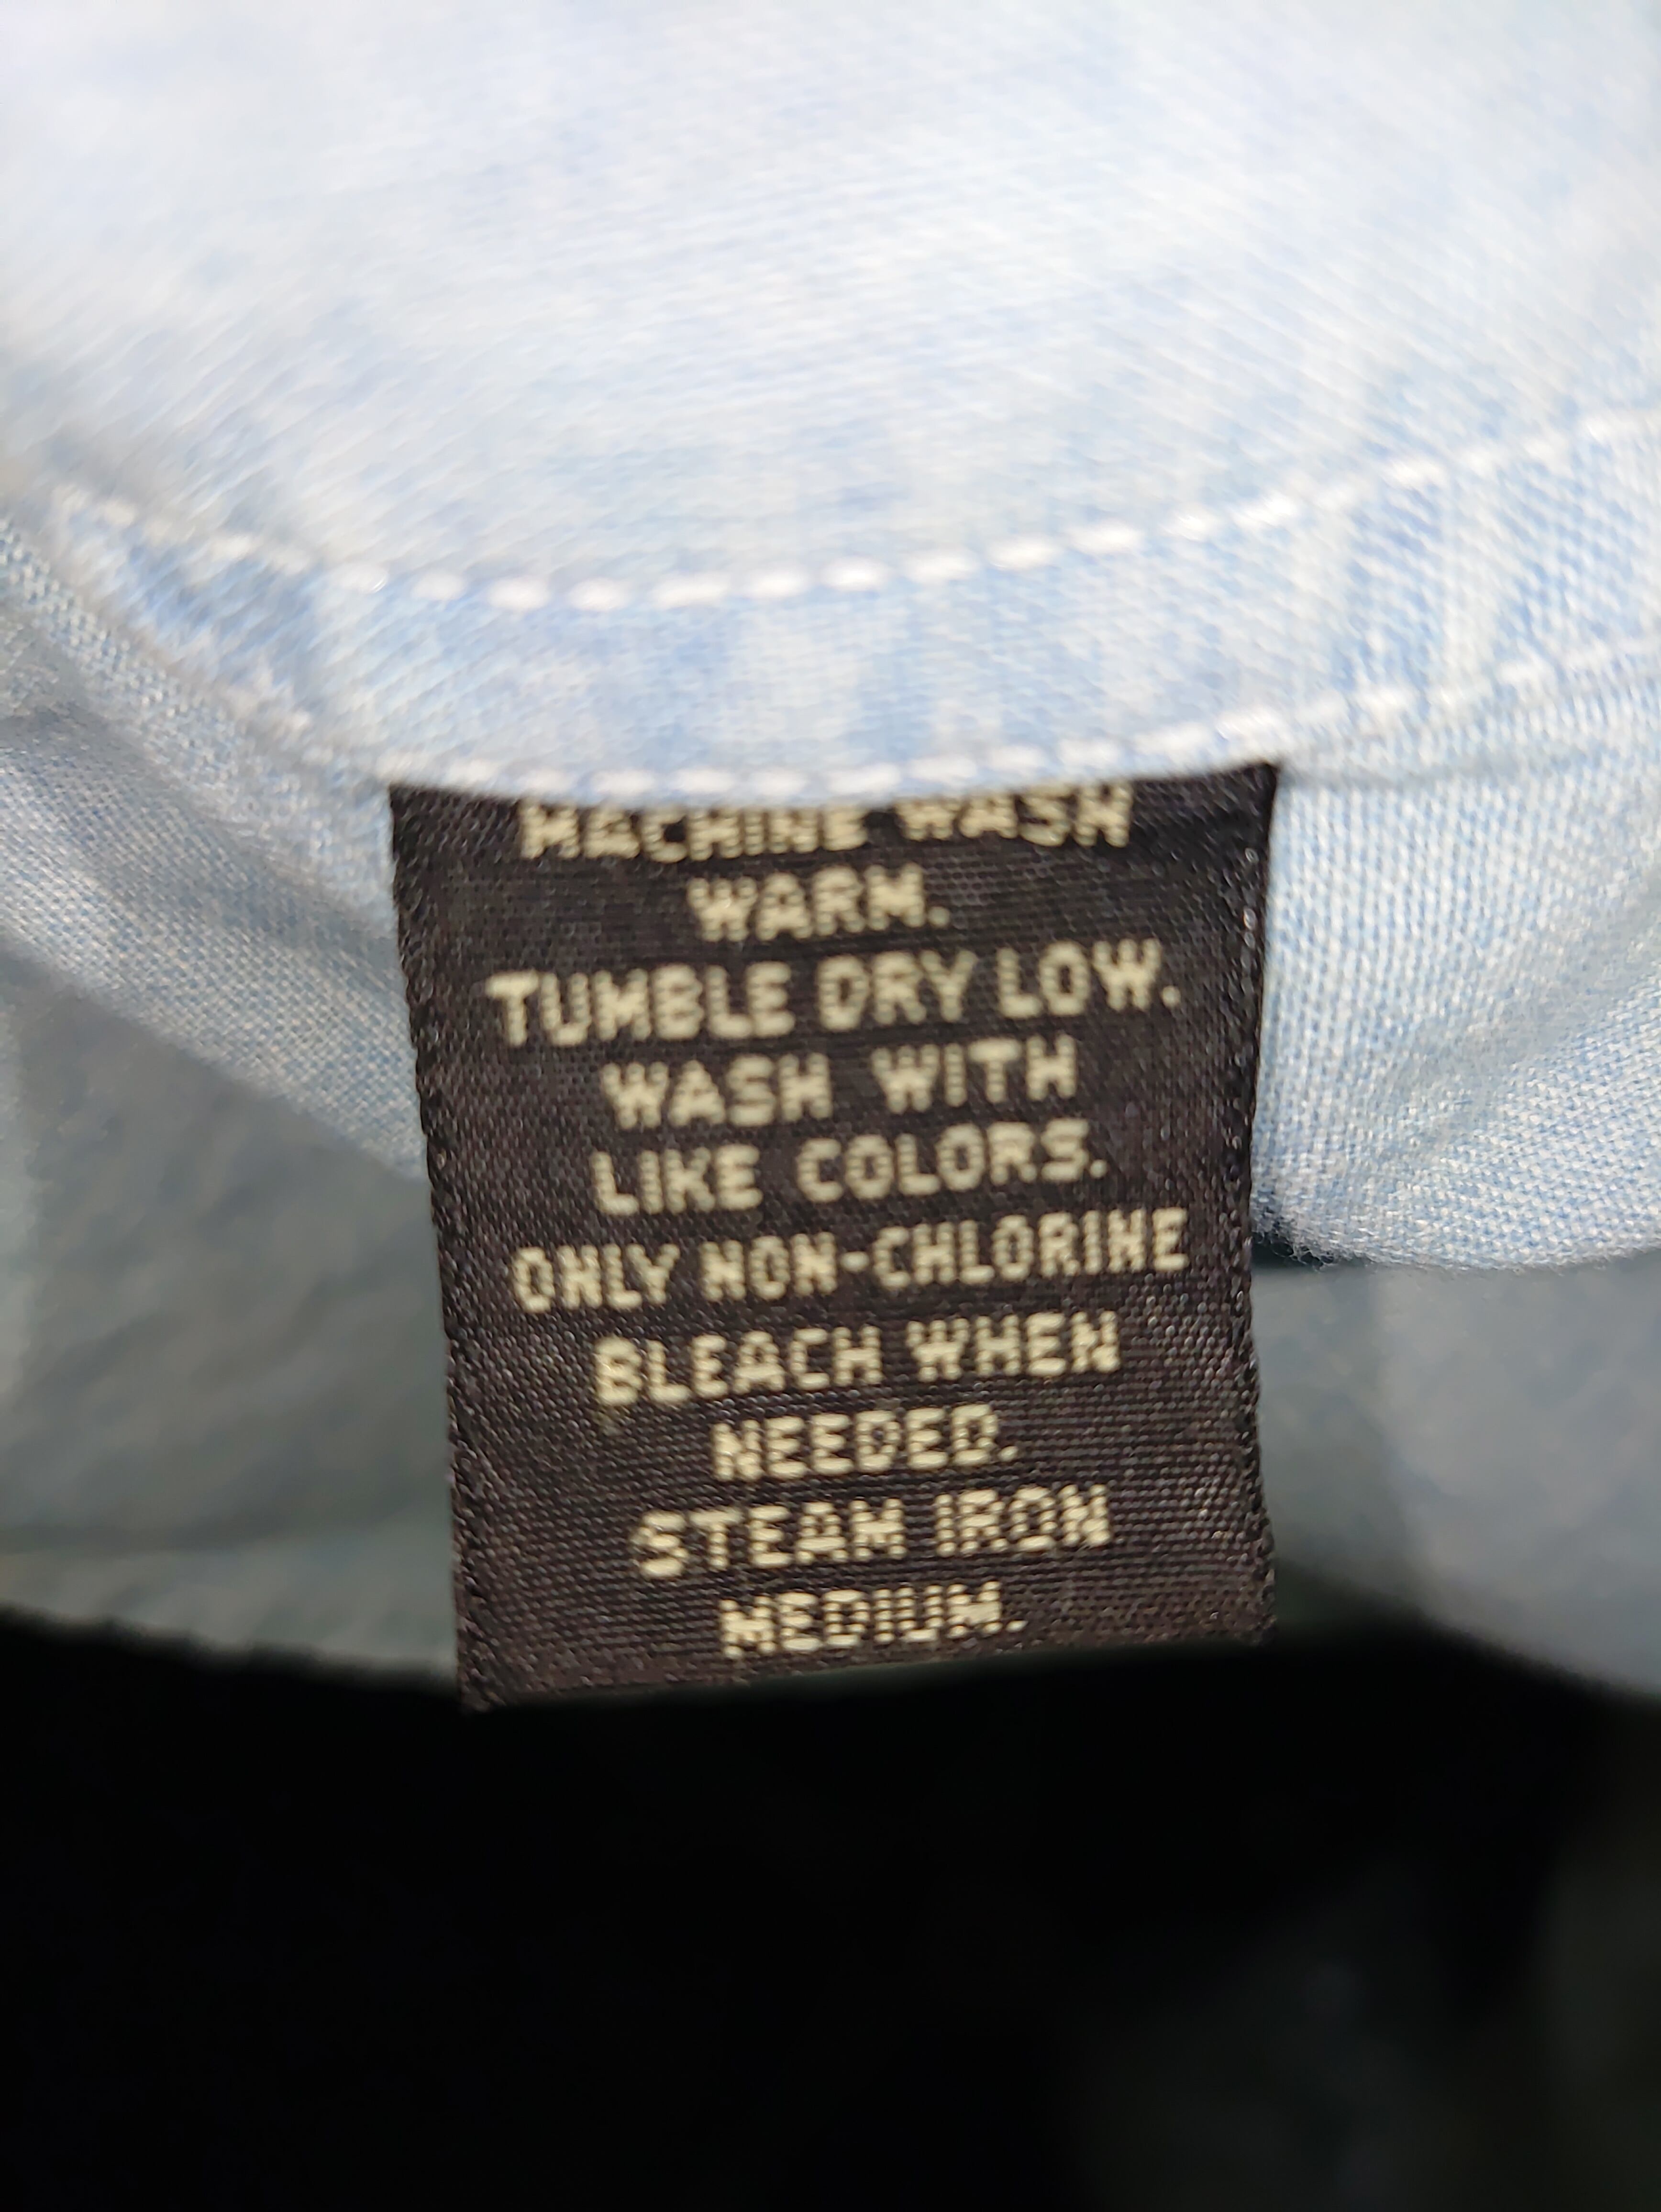 MACHINE WASH
WARM.
TUMBLE DRY LOW.
WASH WITH
LIKE COLORS.
ONLY NON-CHLORINE
BLEACH WHEN
NEEDED.
STEAM IRON
MEDIUM.